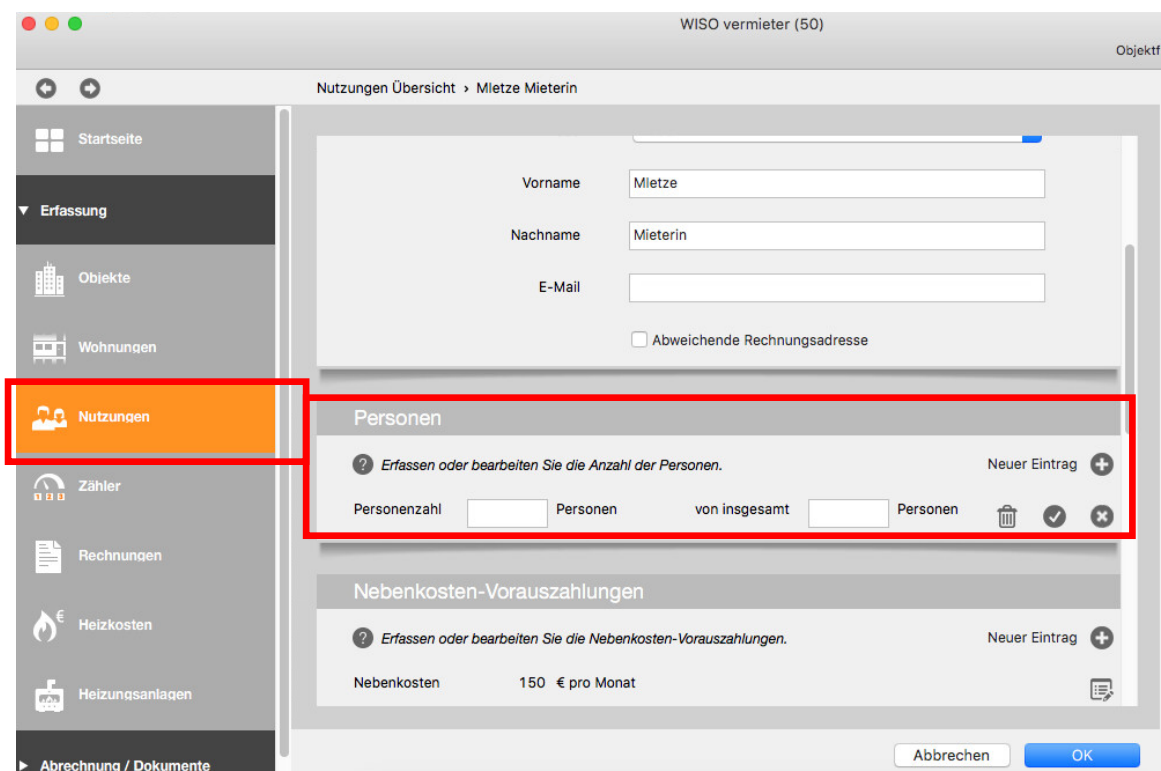 WISO vermieter (50)
Objektf
Nutzungen Übersicht › MIetze Mieterin
Startseite
Erfassung
Objekte
Wohnungen
Nutzungen
Zähler
Rechnungen
Heizkosten
Heizungsanlagen
Abrechnung / Dokumente
Vorname MIetze
Nachname Mieterin
E-Mail
Abweichende Rechnungsadresse
Personen
Erfassen oder bearbeiten Sie die Anzahl der Personen. Neuer Eintrag
Personenzahl Personen von insgesamt Personen
Nebenkosten-Vorauszahlungen
Erfassen oder bearbeiten Sie die Nebenkosten-Vorauszahlungen. Neuer Eintrag
Nebenkosten 150 € pro Monat
Abbrechen OK